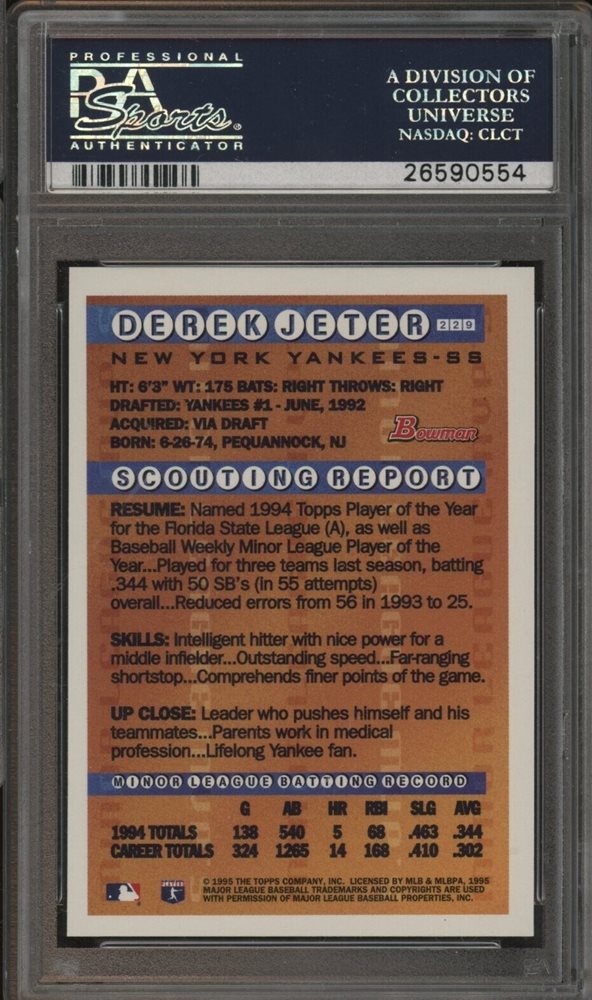 PROFESSIONAL
PSA
Sports
AUTHENTICATOR
A DIVISION OF
COLLECTORS
UNIVERSE
NASDAQ: CLCT
26590554
DEREK JETER 229
NEW YORK YANKEES-SS
HT: 6'3" WT: 175 BATS: RIGHT THROWS: RIGHT
DRAFTED: YANKEES #1 - JUNE, 1992
ACQUIRED: VIA DRAFT
BORN: 6-26-74, PEQUANNOCK, NJ
Bowman
SCOUTING REPORT
RESUME: Named 1994 Topps Player of the Year
for the Florida State League (A), as well as
Baseball Weekly Minor League Player of the
Year...Played for three teams last season, batting
.344 with 50 SB's (in 55 attempts)
overall...Reduced errors from 56 in 1993 to 25.
SKILLS: Intelligent hitter with nice power for a
middle infielder...Outstanding speed...Far-ranging
shortstop...Comprehends finer points of the game.
UP CLOSE: Leader who pushes himself and his
teammates...Parents work in medical
profession...Lifelong Yankee fan.
MINOR LEAGUE BATTING RECORD
G AB HR RBI SLG AVG
1994 TOTALS 138 540 5 68 .463 .344
CAREER TOTALS 324 1265 14 168 .410 .302
© 1995 THE TOPPS COMPANY, INC. LICENSED BY MLB & MLBPA, 1995
MAJOR LEAGUE BASEBALL TRADEMARKS AND COPYRIGHTS ARE USED
WITH PERMISSION OF MAJOR LEAGUE BASEBALL PROPERTIES, INC.